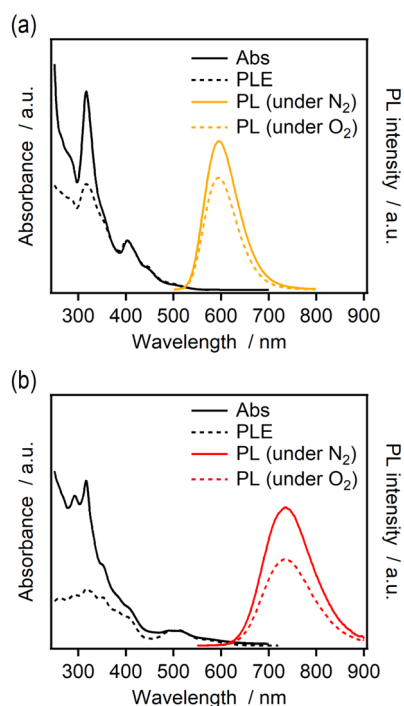 (a)
Abs
PLE
PL (under N2)
PL (under O2)
Absorbance / a.u.
PL intensity / a.u.
300 400 500 600 700 800 900
Wavelength / nm
(b)
Abs
PLE
PL (under N2)
PL (under O2)
Absorbance / a.u.
PL intensity / a.u.
300 400 500 600 700 800 900
Wavelength / nm